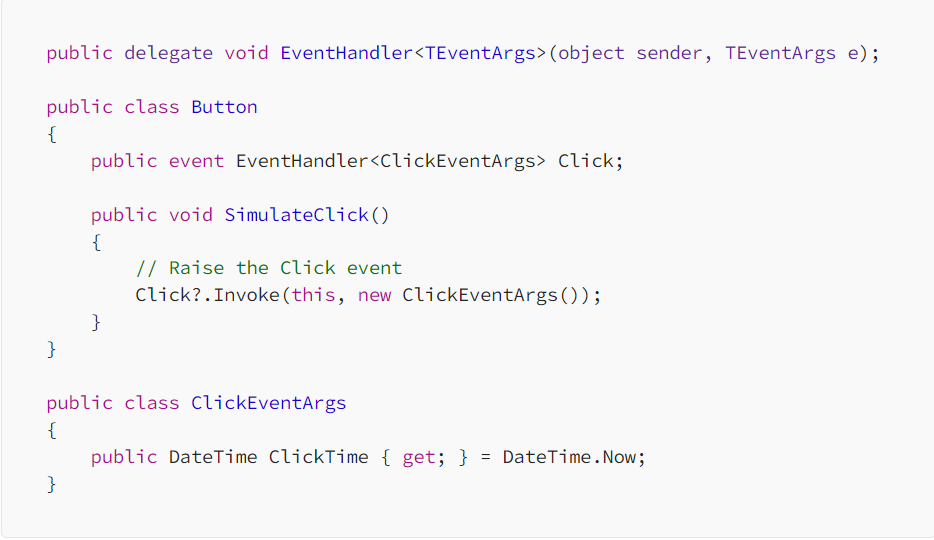 public delegate void EventHandler<TEventArgs>(object sender, TEventArgs e);
public class Button
{
    public event EventHandler<ClickEventArgs> Click;
    public void SimulateClick()
    {
        // Raise the Click event
        Click?.Invoke(this, new ClickEventArgs());
    }
}
public class ClickEventArgs
{
    public DateTime ClickTime { get; } = DateTime.Now;
}